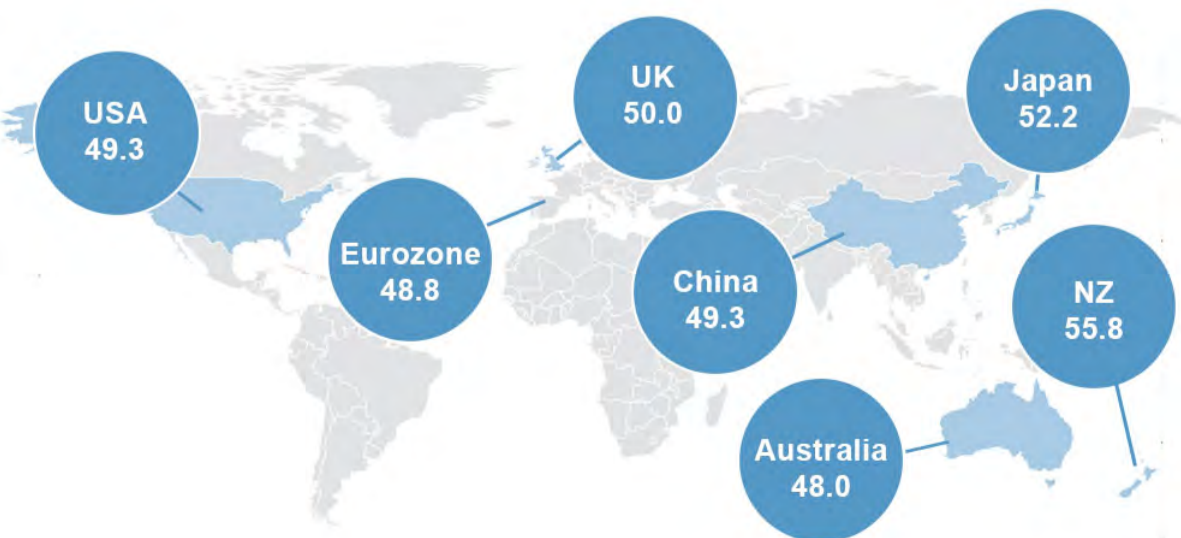 USA
49.3
UK
50.0
Japan
52.2
Eurozone
48.8
China
49.3
NZ
55.8
Australia
48.0